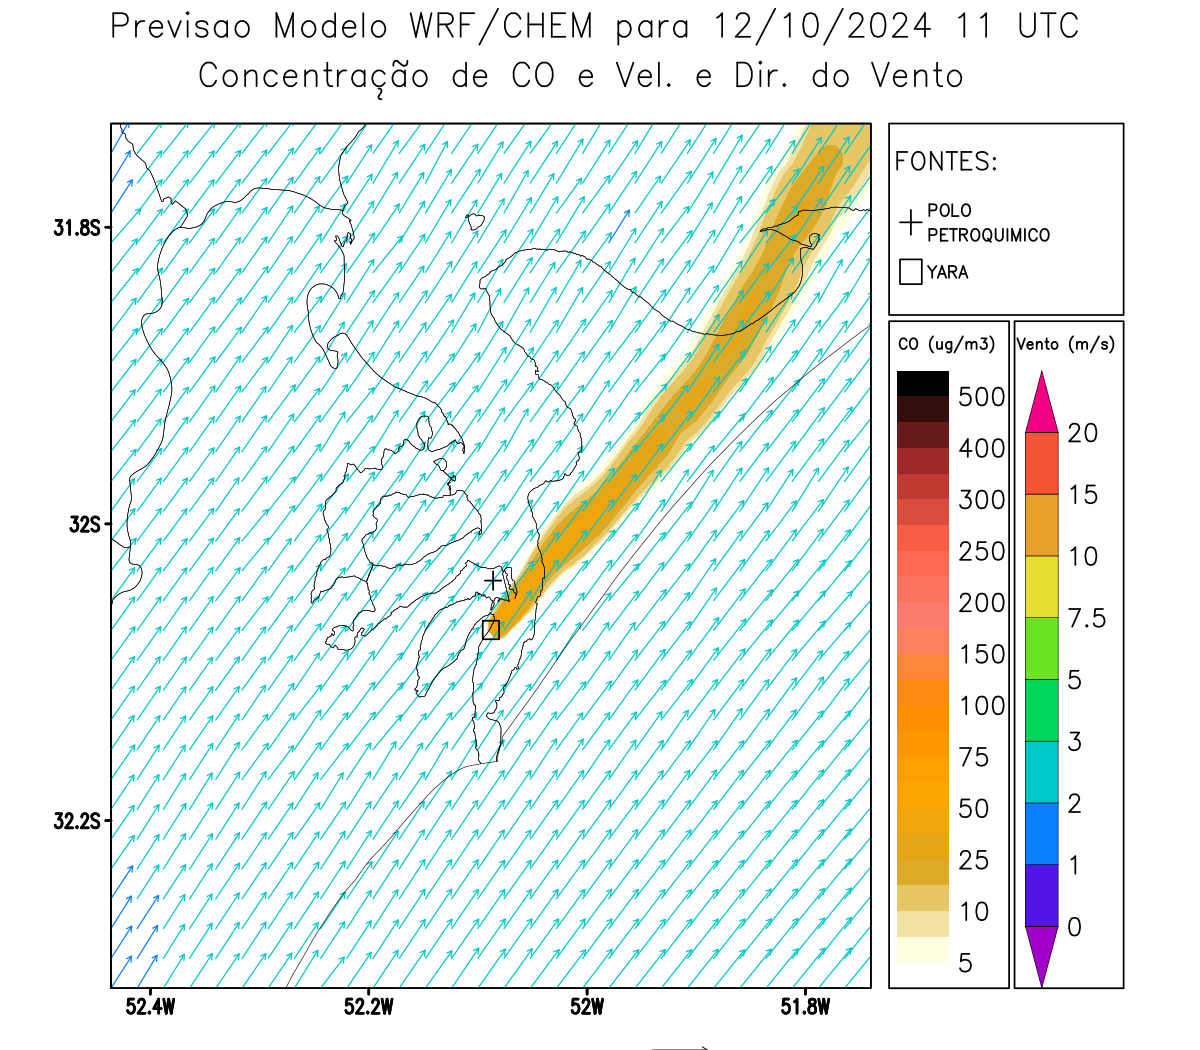 Previsao Modelo WRF/CHEM para 12/10/2024 11 UTC
Concentração de CO e Vel. e Dir. do Vento
FONTES:
POLO
PETROQUIMICO
YARA
CO (ug/m3)
500
400
300
250
200
150
100
75
50
25
10
5
Vento (m/s)
20
15
10
7.5
5
3
2
1
0
31.8S
32S
32.2S
52.4W
52.2W
52W
51.8W